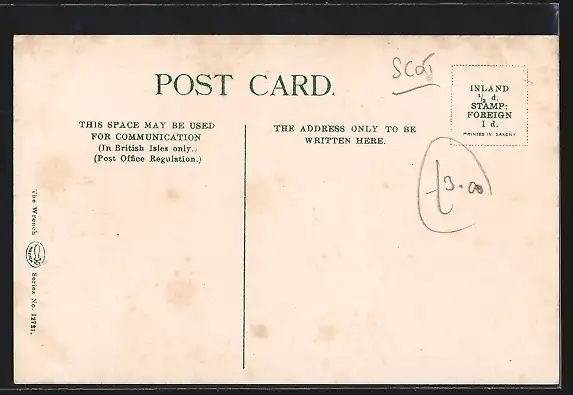 SCOT
POST CARD.
INLAND
½ d.
STAMP:
FOREIGN
1 d.
PRINTED IN SAXONY
THIS SPACE MAY BE USED
FOR COMMUNICATION
(In British Isles only.)
(Post Office Regulation.)
THE ADDRESS ONLY TO BE
WRITTEN HERE.
£3.00
The Wrench Series No. 12721.